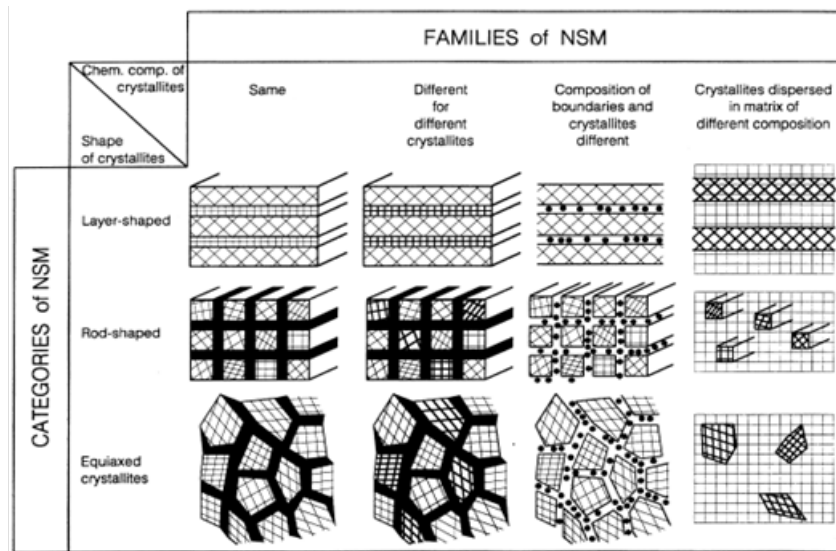 FAMILIES of NSM
Chem. comp. of
crystallites
Shape
of crystallites
Same
Different
for
different
crystallites
Composition of
boundaries and
crystallites
different
Crystallites dispersed
in matrix of
different composition
CATEGORIES of NSM
Layer-shaped
Rod-shaped
Equiaxed
crystallites